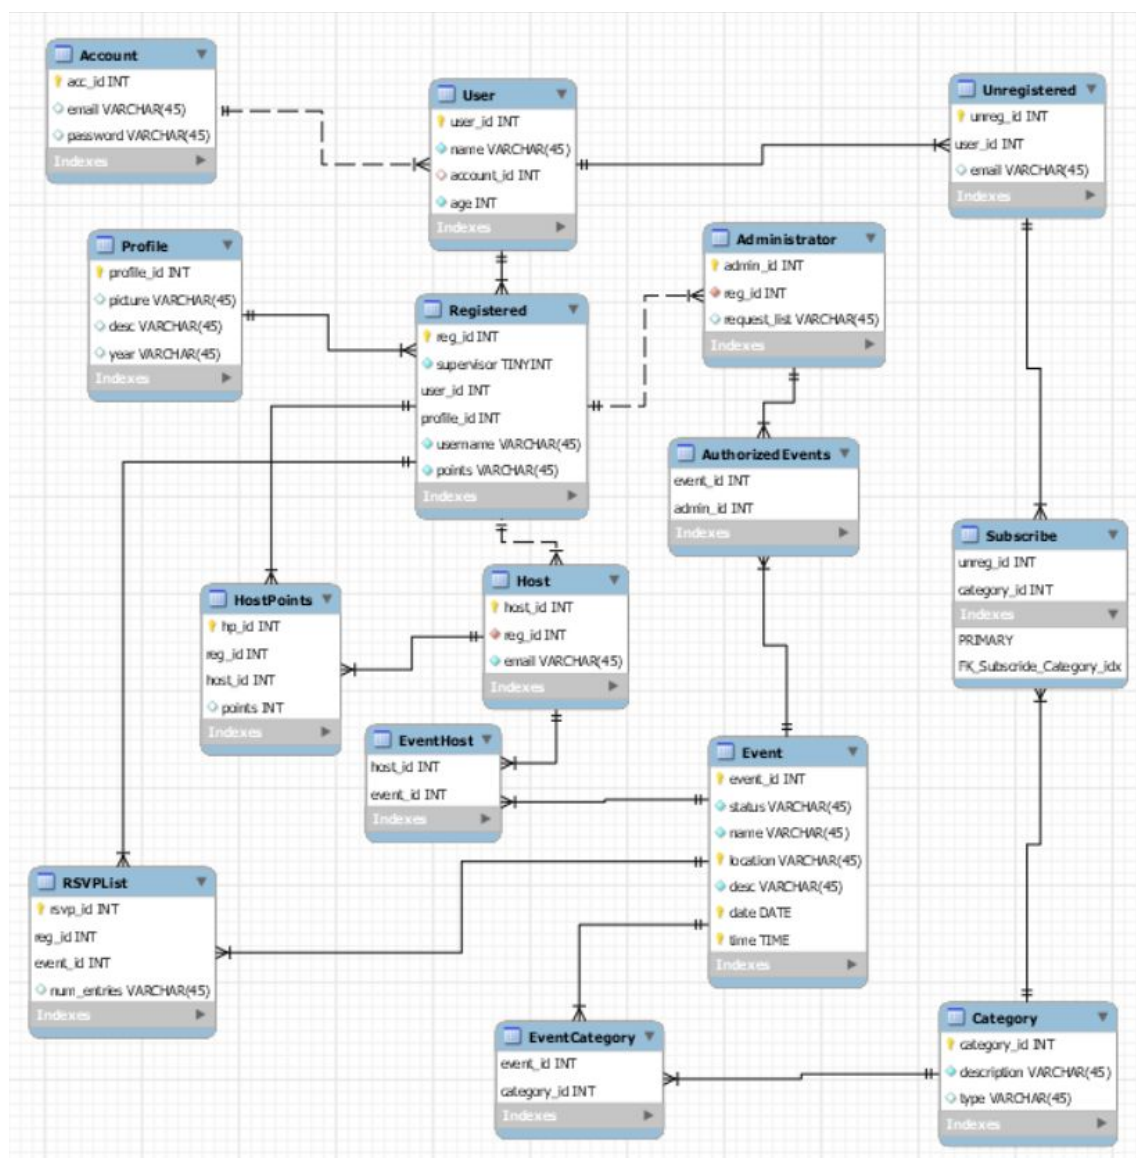 Account
acc_id INT
email VARCHAR(45)
password VARCHAR(45)
Indexes
User
user_id INT
name VARCHAR(45)
account_id INT
age INT
Indexes
Unregistered
unreg_id INT
user_id INT
email VARCHAR(45)
Indexes
Profile
profile_id INT
picture VARCHAR(45)
desc VARCHAR(45)
year VARCHAR(45)
Indexes
Registered
reg_id INT
supervisor TINYINT
user_id INT
profile_id INT
username VARCHAR(45)
points VARCHAR(45)
Indexes
Administrator
admin_id INT
reg_id INT
request_list VARCHAR(45)
Indexes
AuthorizedEvents
event_id INT
admin_id INT
Indexes
Subscribe
unreg_id INT
category_id INT
Indexes
PRIMARY
FK_Subscride_Category_idx
HostPoints
hp_id INT
reg_id INT
host_id INT
points INT
Indexes
Host
host_id INT
reg_id INT
email VARCHAR(45)
Indexes
EventHost
host_id INT
event_id INT
Indexes
Event
event_id INT
status VARCHAR(45)
name VARCHAR(45)
location VARCHAR(45)
desc VARCHAR(45)
date DATE
time TIME
Indexes
RSVPList
rsvp_id INT
reg_id INT
event_id INT
num_entries VARCHAR(45)
Indexes
EventCategory
event_id INT
category_id INT
Indexes
Category
category_id INT
description VARCHAR(45)
type VARCHAR(45)
Indexes